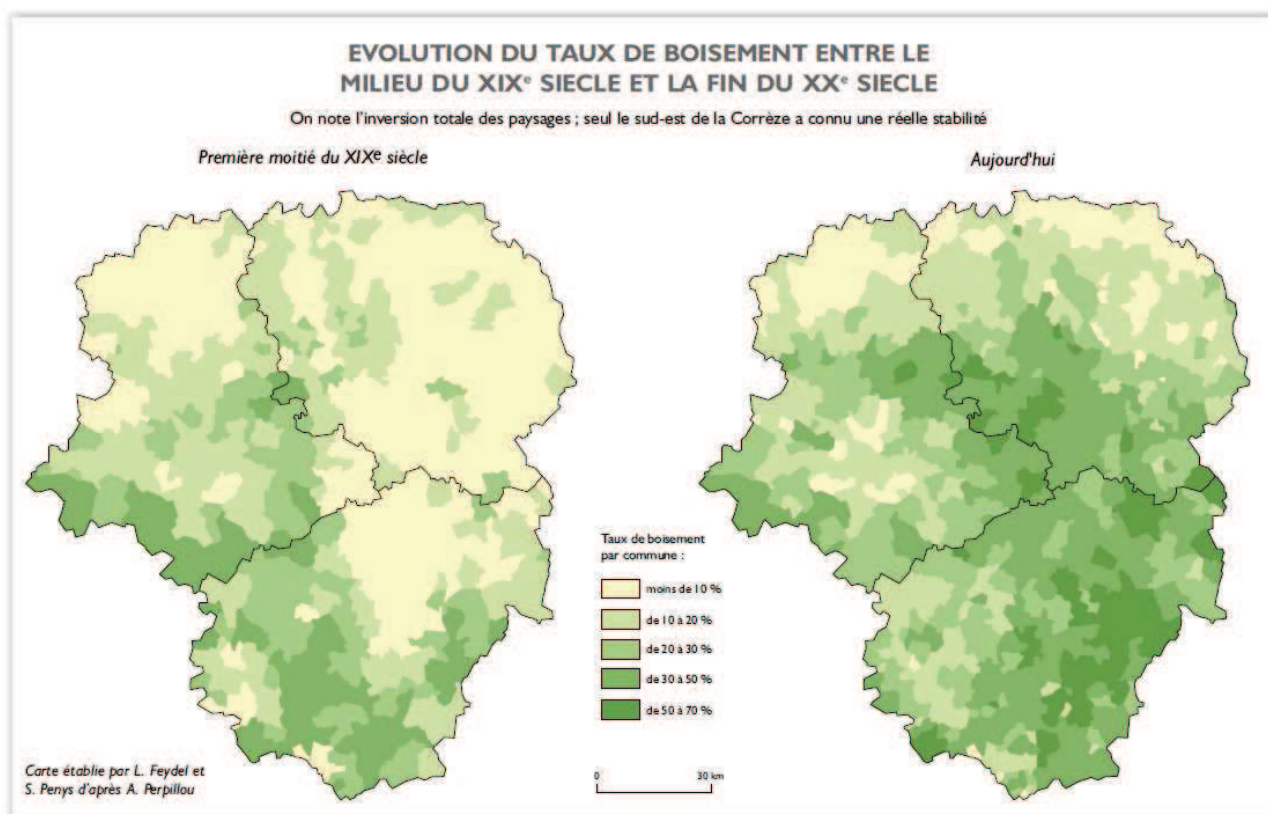 EVOLUTION DU TAUX DE BOISEMENT ENTRE LE
MILIEU DU XIXe SIECLE ET LA FIN DU XXe SIECLE
On note l'inversion totale des paysages ; seul le sud-est de la Corrèze a connu une réelle stabilité
Première moitié du XIXe siècle
Aujourd'hui
Taux de boisement
par commune :
moins de 10 %
de 10 à 20 %
de 20 à 30 %
de 30 à 50 %
de 50 à 70 %
0 30 km
Carte établie par L. Feydel et
S. Penys d'après A. Perpillou